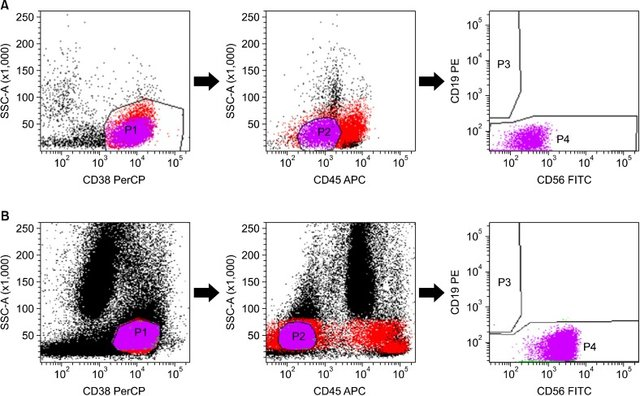 A
SSC-A (x1,000)
250
200
150
100
50
P1
10² 10³ 10⁴ 10⁵
CD38 PerCP
SSC-A (x1,000)
250
200
150
100
50
P2
10² 10³ 10⁴ 10⁵
CD45 APC
CD19 PE
10⁵
10⁴
10³
10²
P3
P4
10² 10³ 10⁴ 10⁵
CD56 FITC
B
SSC-A (x1,000)
250
200
150
100
50
P1
10² 10³ 10⁴ 10⁵
CD38 PerCP
SSC-A (x1,000)
250
200
150
100
50
P2
10² 10³ 10⁴ 10⁵
CD45 APC
CD19 PE
10⁵
10⁴
10³
10²
P3
P4
10² 10³ 10⁴ 10⁵
CD56 FITC